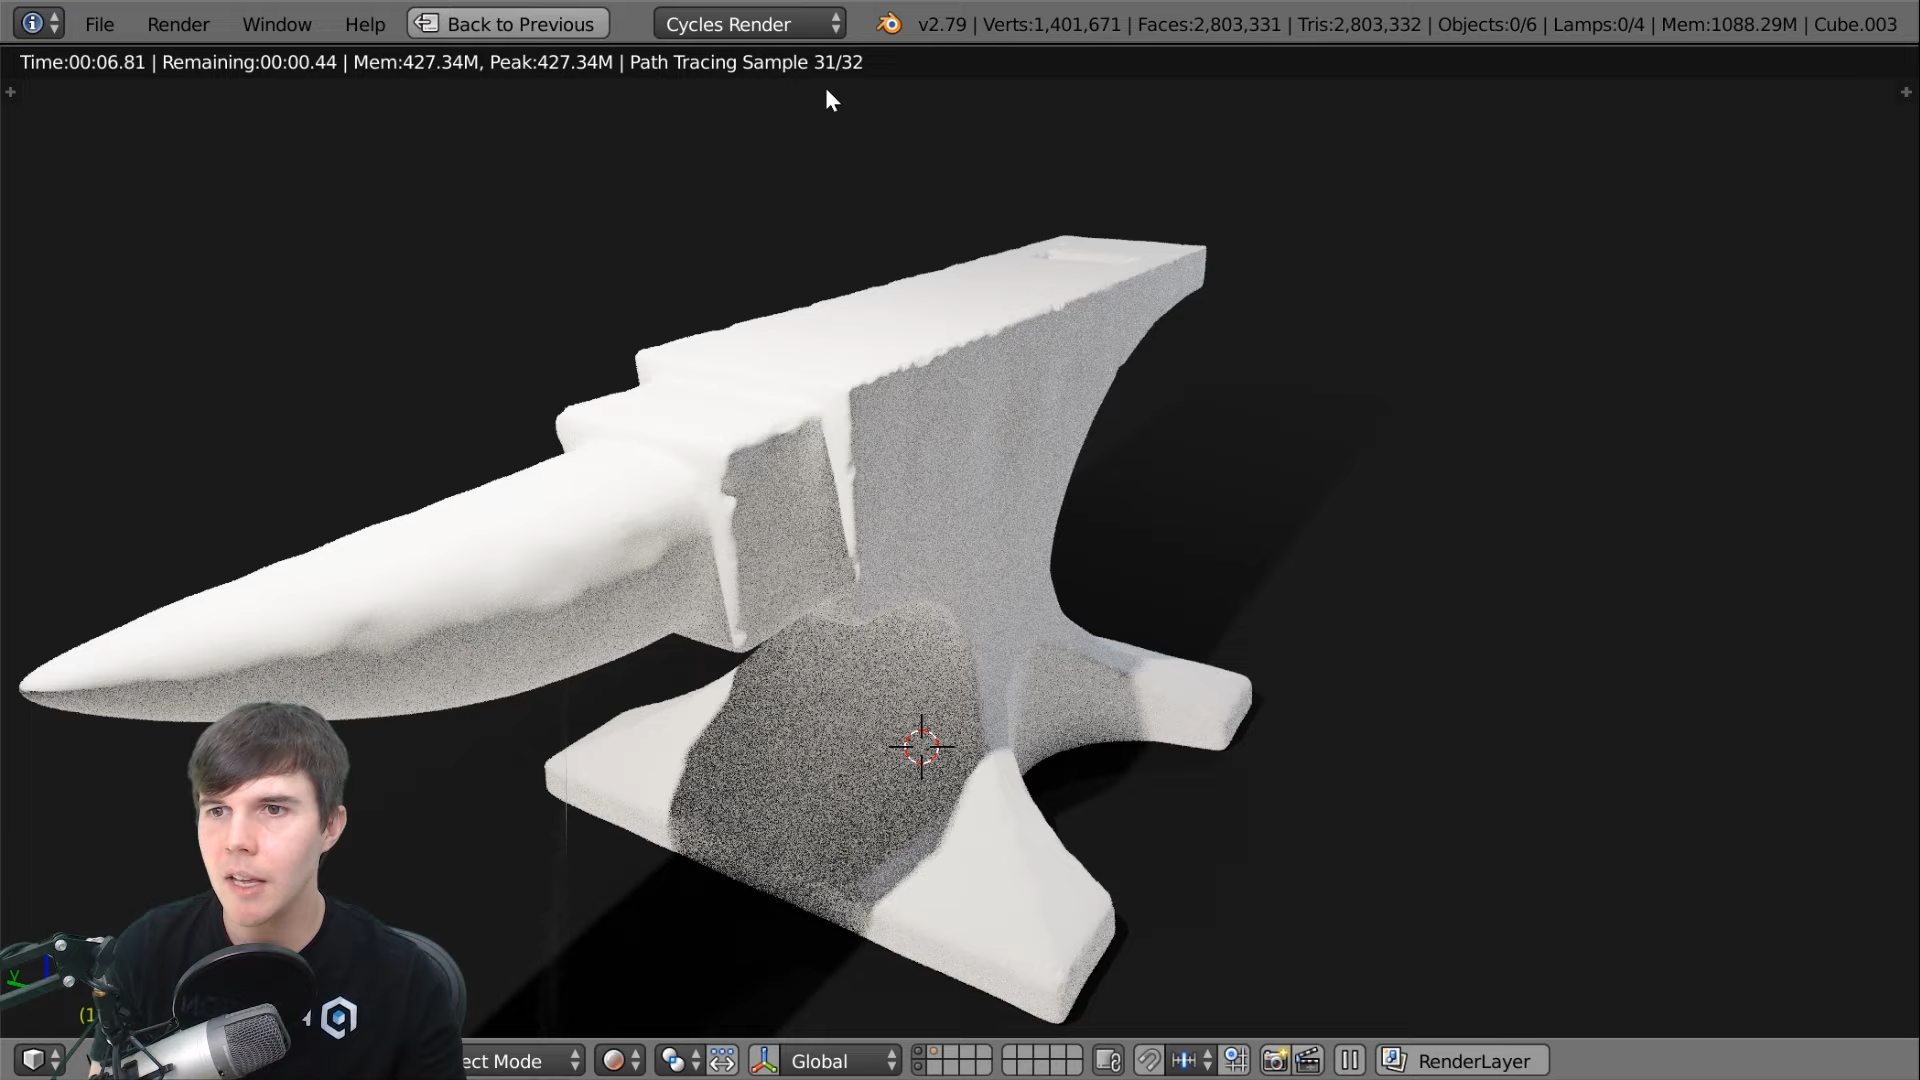 File Render Window Help Back to Previous Cycles Render v2.79 | Verts:1,401,671 | Faces:2,803,331 | Tris:2,803,332 | Objects:0/6 | Lamps:0/4 | Mem:1088.29M | Cube.003
Time:00:06.81 | Remaining:00:00.44 | Mem:427.34M, Peak:427.34M | Path Tracing Sample 31/32
y
(1
ect Mode Global RenderLayer